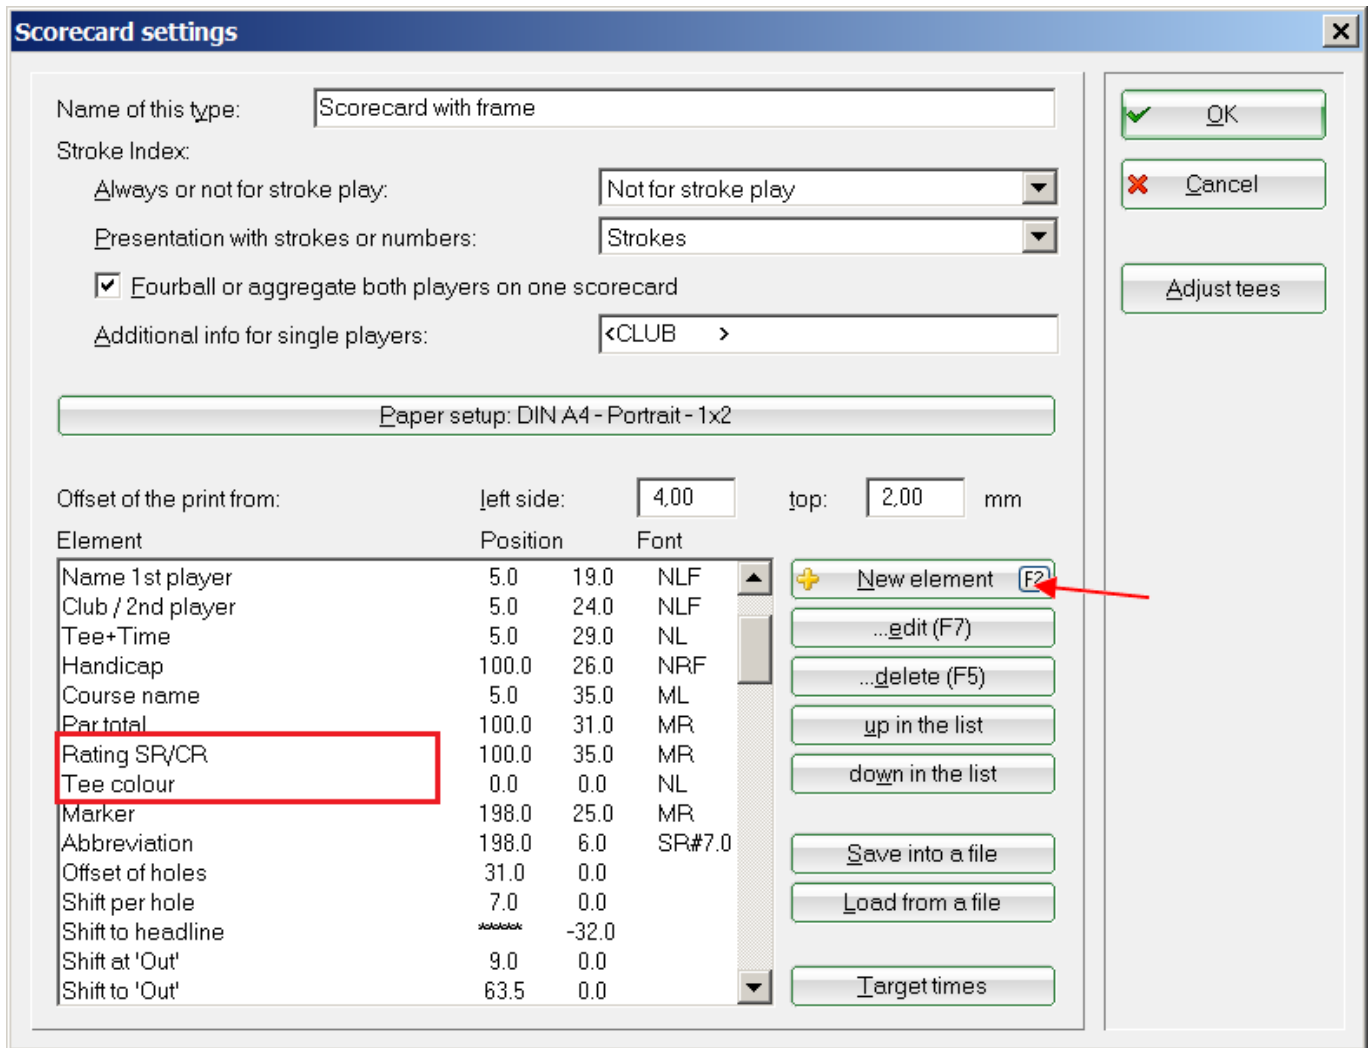 Scorecard settings
Name of this type: Scorecard with frame
OK
Stroke Index:
Always or not for stroke play: Not for stroke play
Cancel
Presentation with strokes or numbers: Strokes
Fourball or aggregate both players on one scorecard
Adjust tees
Additional info for single players: <CLUB >
Paper setup: DIN A4 - Portrait - 1x2
Offset of the print from: left side: 4,00 top: 2,00 mm
Element Position Font
Name 1st player 5.0 19.0 NLF
New element F2
Club / 2nd player 5.0 24.0 NLF
Tee+Time 5.0 29.0 NL
...edit (F7)
Handicap 100.0 26.0 NRF
...delete (F5)
Course name 5.0 35.0 ML
Par total 100.0 31.0 MR
up in the list
Rating SR/CR 100.0 35.0 MR
Tee colour 0.0 0.0 NL
down in the list
Marker 198.0 25.0 MR
Abbreviation 198.0 6.0 SR#7.0
Save into a file
Offset of holes 31.0 0.0
Shift per hole 7.0 0.0
Load from a file
Shift to headline ***** -32.0
Shift at 'Out' 9.0 0.0
Shift to 'Out' 63.5 0.0
Target times